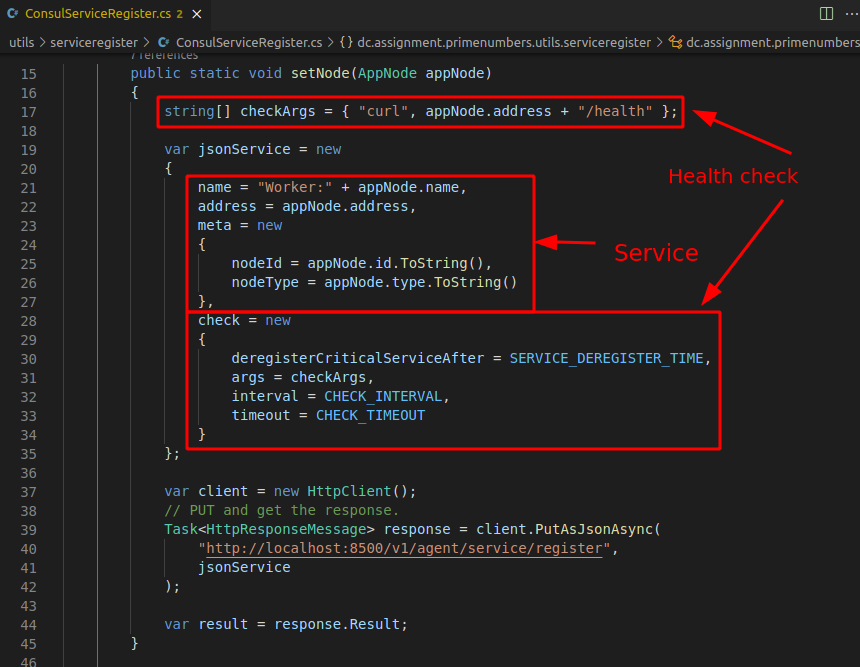 ConsulServiceRegister.cs 2
utils > serviceregister > ConsulServiceRegister.cs > {} dc.assignment.primenumbers.utils.serviceregister > dc.assignment.primenumbers
7 references
15 public static void setNode(AppNode appNode)
16 {
17 string[] checkArgs = { "curl", appNode.address + "/health" };
18
19 var jsonService = new
Health check
20 {
21 name = "Worker:" + appNode.name,
22 address = appNode.address,
23 meta = new
24 {
Service
25 nodeId = appNode.id.ToString(),
26 nodeType = appNode.type.ToString()
27 },
28 check = new
29 {
30 deregisterCriticalServiceAfter = SERVICE_DEREGISTER_TIME,
31 args = checkArgs,
32 interval = CHECK_INTERVAL,
33 timeout = CHECK_TIMEOUT
34 }
35 };
36
37 var client = new HttpClient();
38 // PUT and get the response.
39 Task<HttpResponseMessage> response = client.PutAsJsonAsync(
40 "http://localhost:8500/v1/agent/service/register",
41 jsonService
42 );
43
44 var result = response.Result;
45 }
46